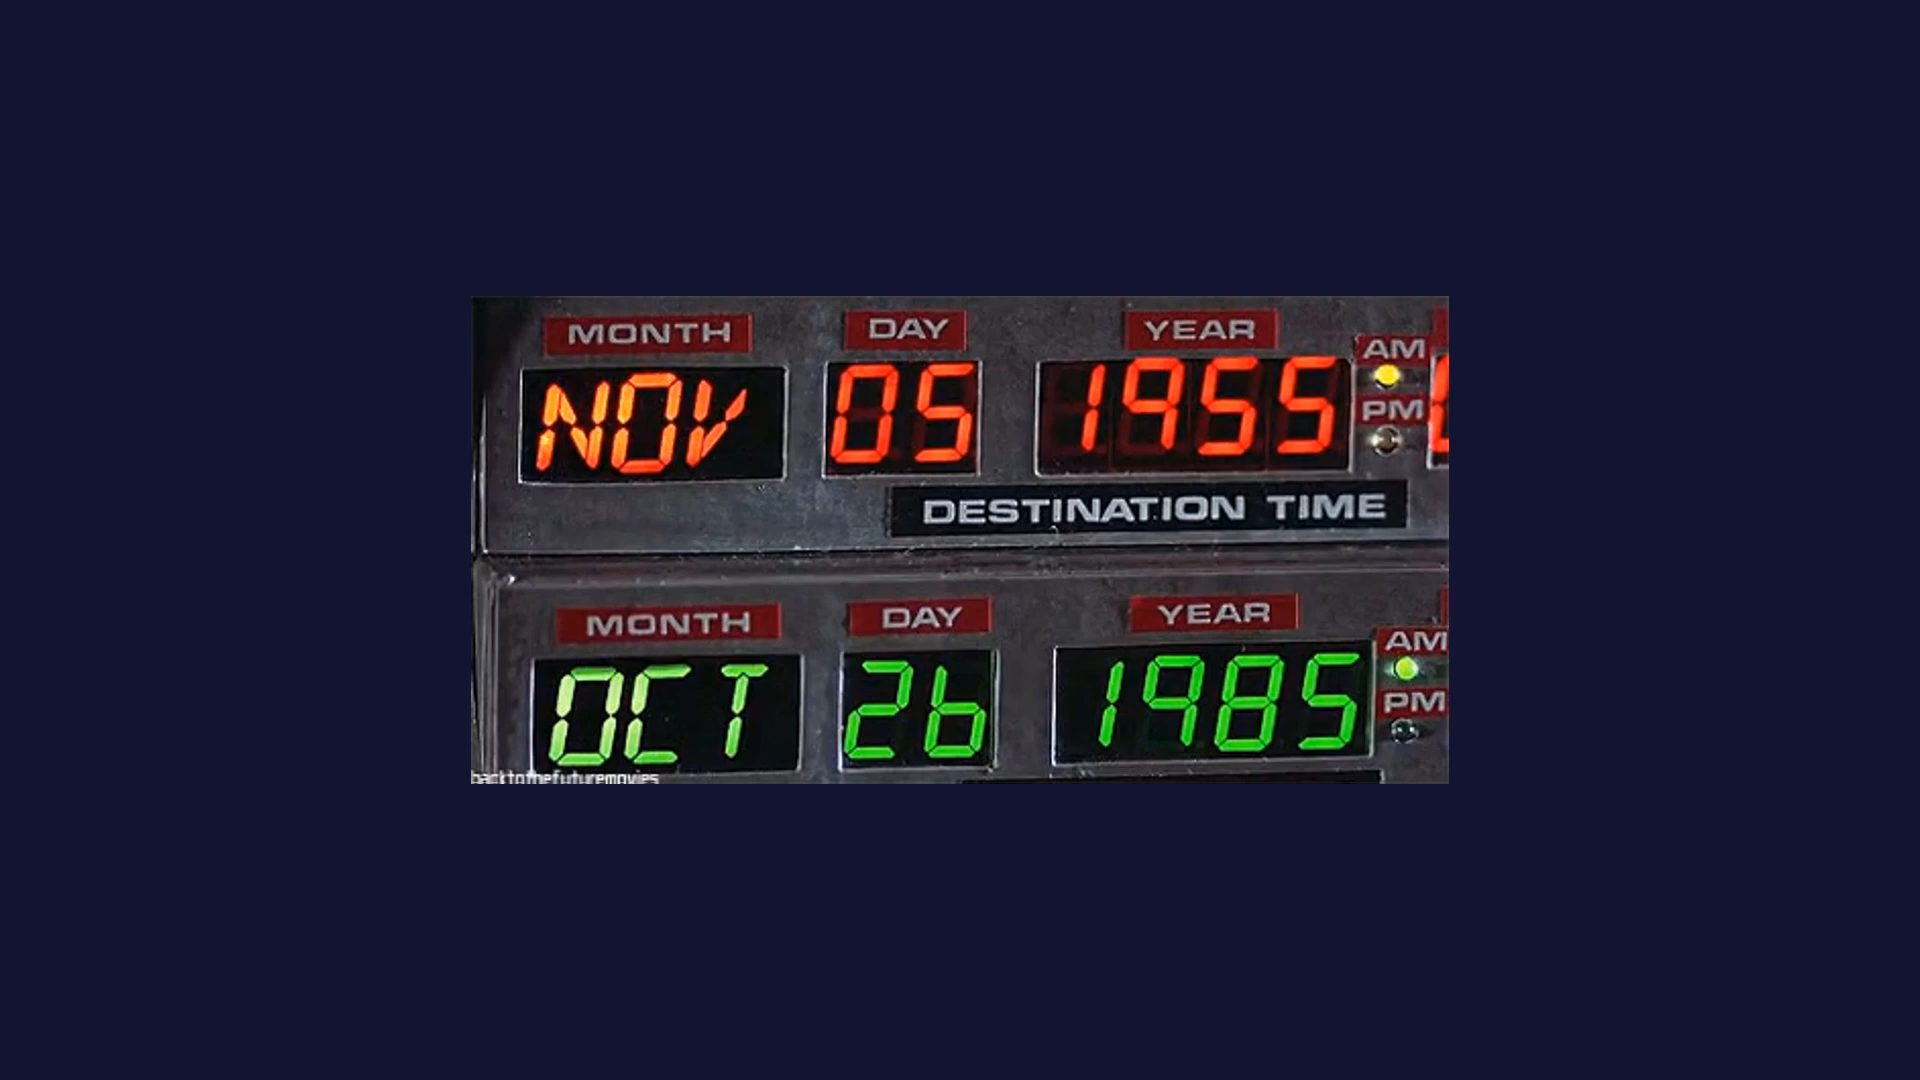 MONTH DAY YEAR
AM
NOV 05 1955
PM
DESTINATION TIME
MONTH DAY YEAR
AM
OCT 26 1985
PM
backtothefuturemovies